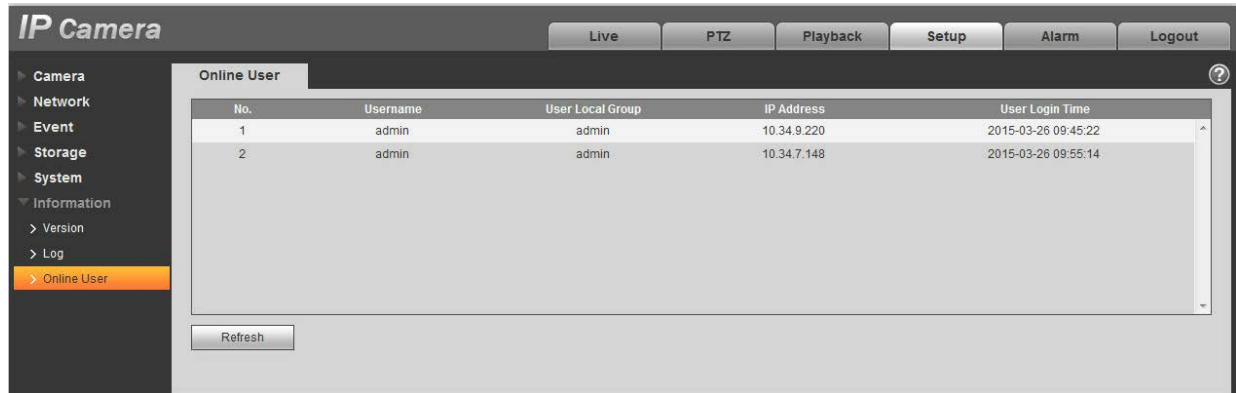 IP Camera
Live PTZ Playback Setup Alarm Logout
Camera
Network
Event
Storage
System
Information
Version
Log
Online User
Online User
?
No. Username User Local Group IP Address User Login Time
1 admin admin 10.34.9.220 2015-03-26 09:45:22
2 admin admin 10.34.7.148 2015-03-26 09:55:14
Refresh